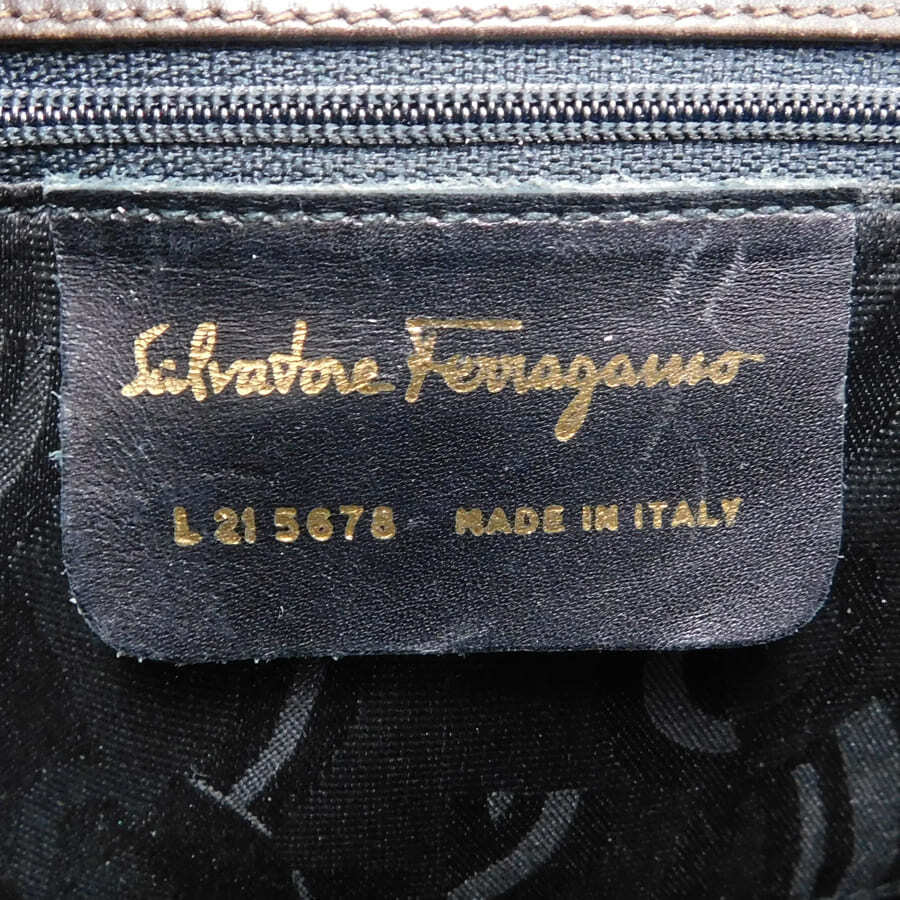 Salvatore Ferragamo
L 21 5678 MADE IN ITALY